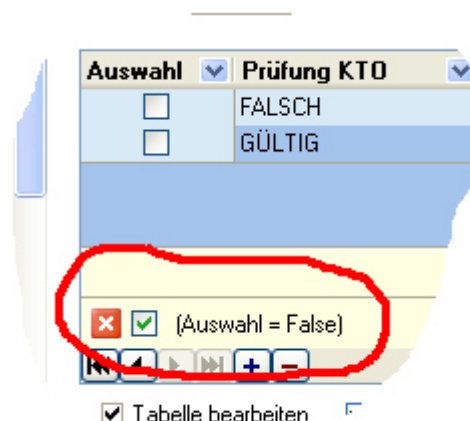 Auswahl Prüfung KTO
FALSCH
GÜLTIG
(Auswahl = False)
Tabelle bearbeiten